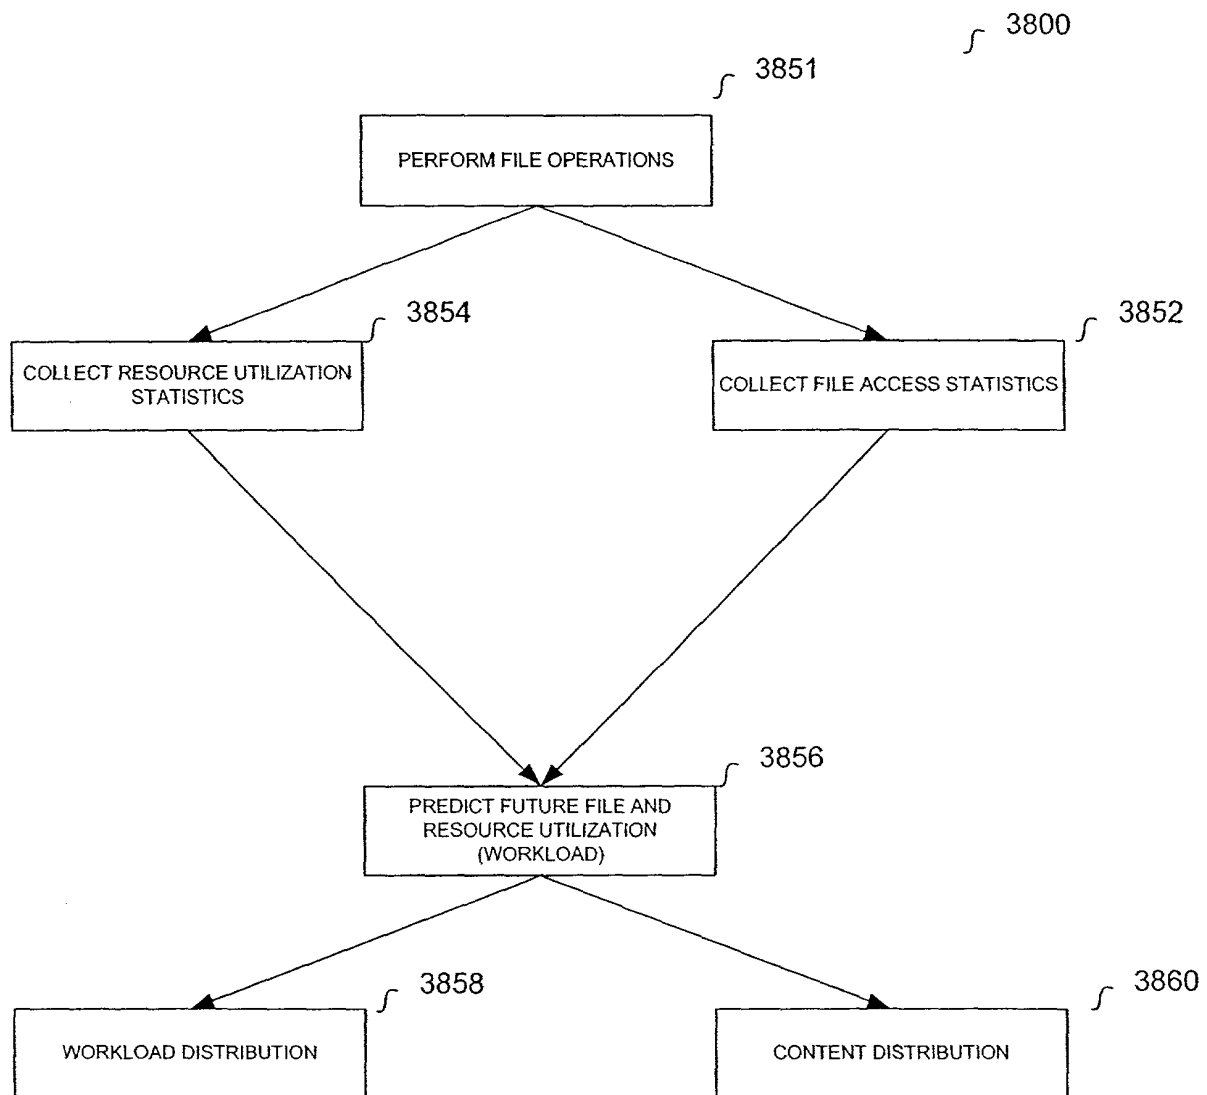 3800
3851
PERFORM FILE OPERATIONS
3854
3852
COLLECT RESOURCE UTILIZATION
STATISTICS
COLLECT FILE ACCESS STATISTICS
3856
PREDICT FUTURE FILE AND
RESOURCE UTILIZATION
(WORKLOAD)
3858
3860
WORKLOAD DISTRIBUTION
CONTENT DISTRIBUTION